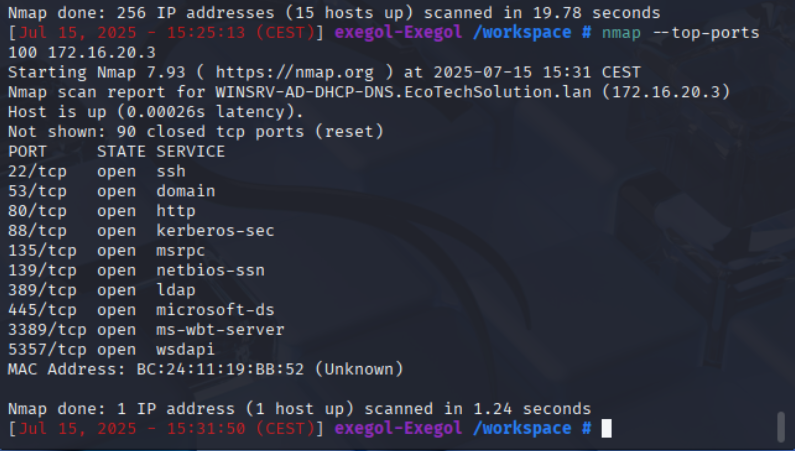 Nmap done: 256 IP addresses (15 hosts up) scanned in 19.78 seconds
[Jul 15, 2025 - 15:25:13 (CEST)] exegol-Exegol /workspace # nmap --top-ports
100 172.16.20.3
Starting Nmap 7.93 ( https://nmap.org ) at 2025-07-15 15:31 CEST
Nmap scan report for WINSRV-AD-DHCP-DNS.EcoTechSolution.lan (172.16.20.3)
Host is up (0.00026s latency).
Not shown: 90 closed tcp ports (reset)
PORT     STATE SERVICE
22/tcp   open  ssh
53/tcp   open  domain
80/tcp   open  http
88/tcp   open  kerberos-sec
135/tcp  open  msrpc
139/tcp  open  netbios-ssn
389/tcp  open  ldap
445/tcp  open  microsoft-ds
3389/tcp open  ms-wbt-server
5357/tcp open  wsdapi
MAC Address: BC:24:11:19:BB:52 (Unknown)

Nmap done: 1 IP address (1 host up) scanned in 1.24 seconds
[Jul 15, 2025 - 15:31:50 (CEST)] exegol-Exegol /workspace #